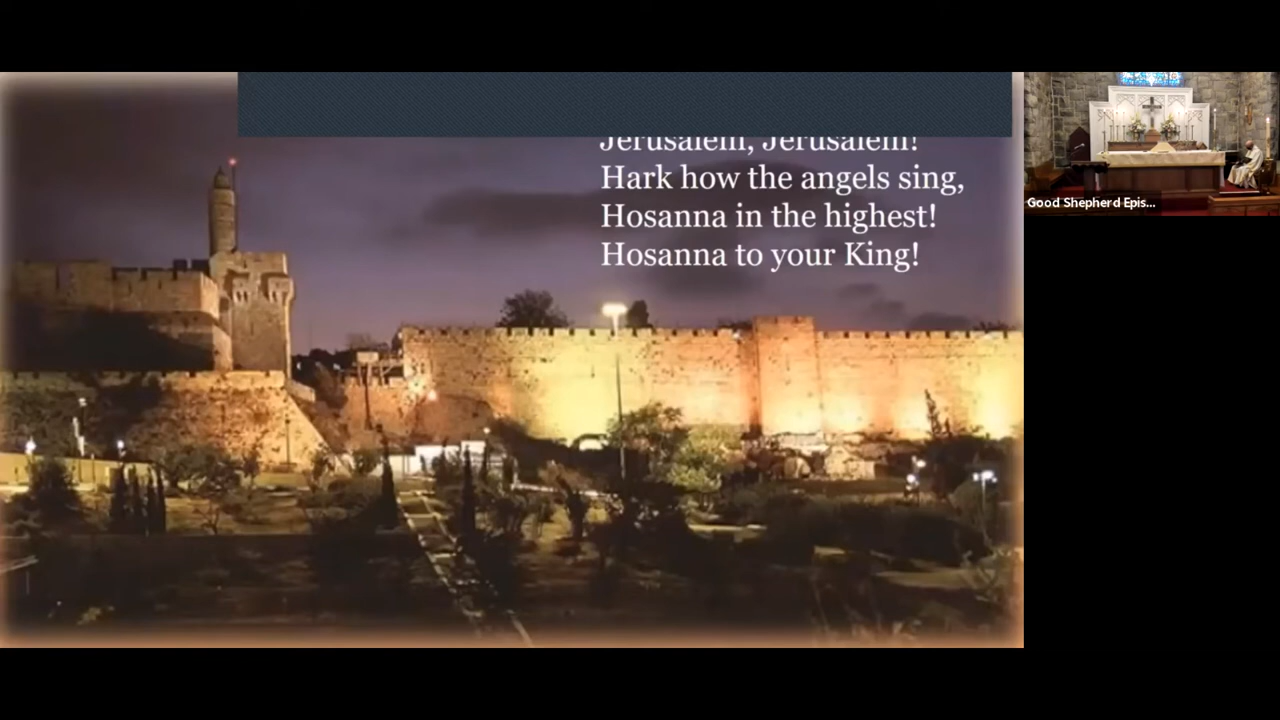 Jerusalem, Jerusalem!
Hark how the angels sing,
Hosanna in the highest!
Hosanna to your King!
Good Shepherd Epis...